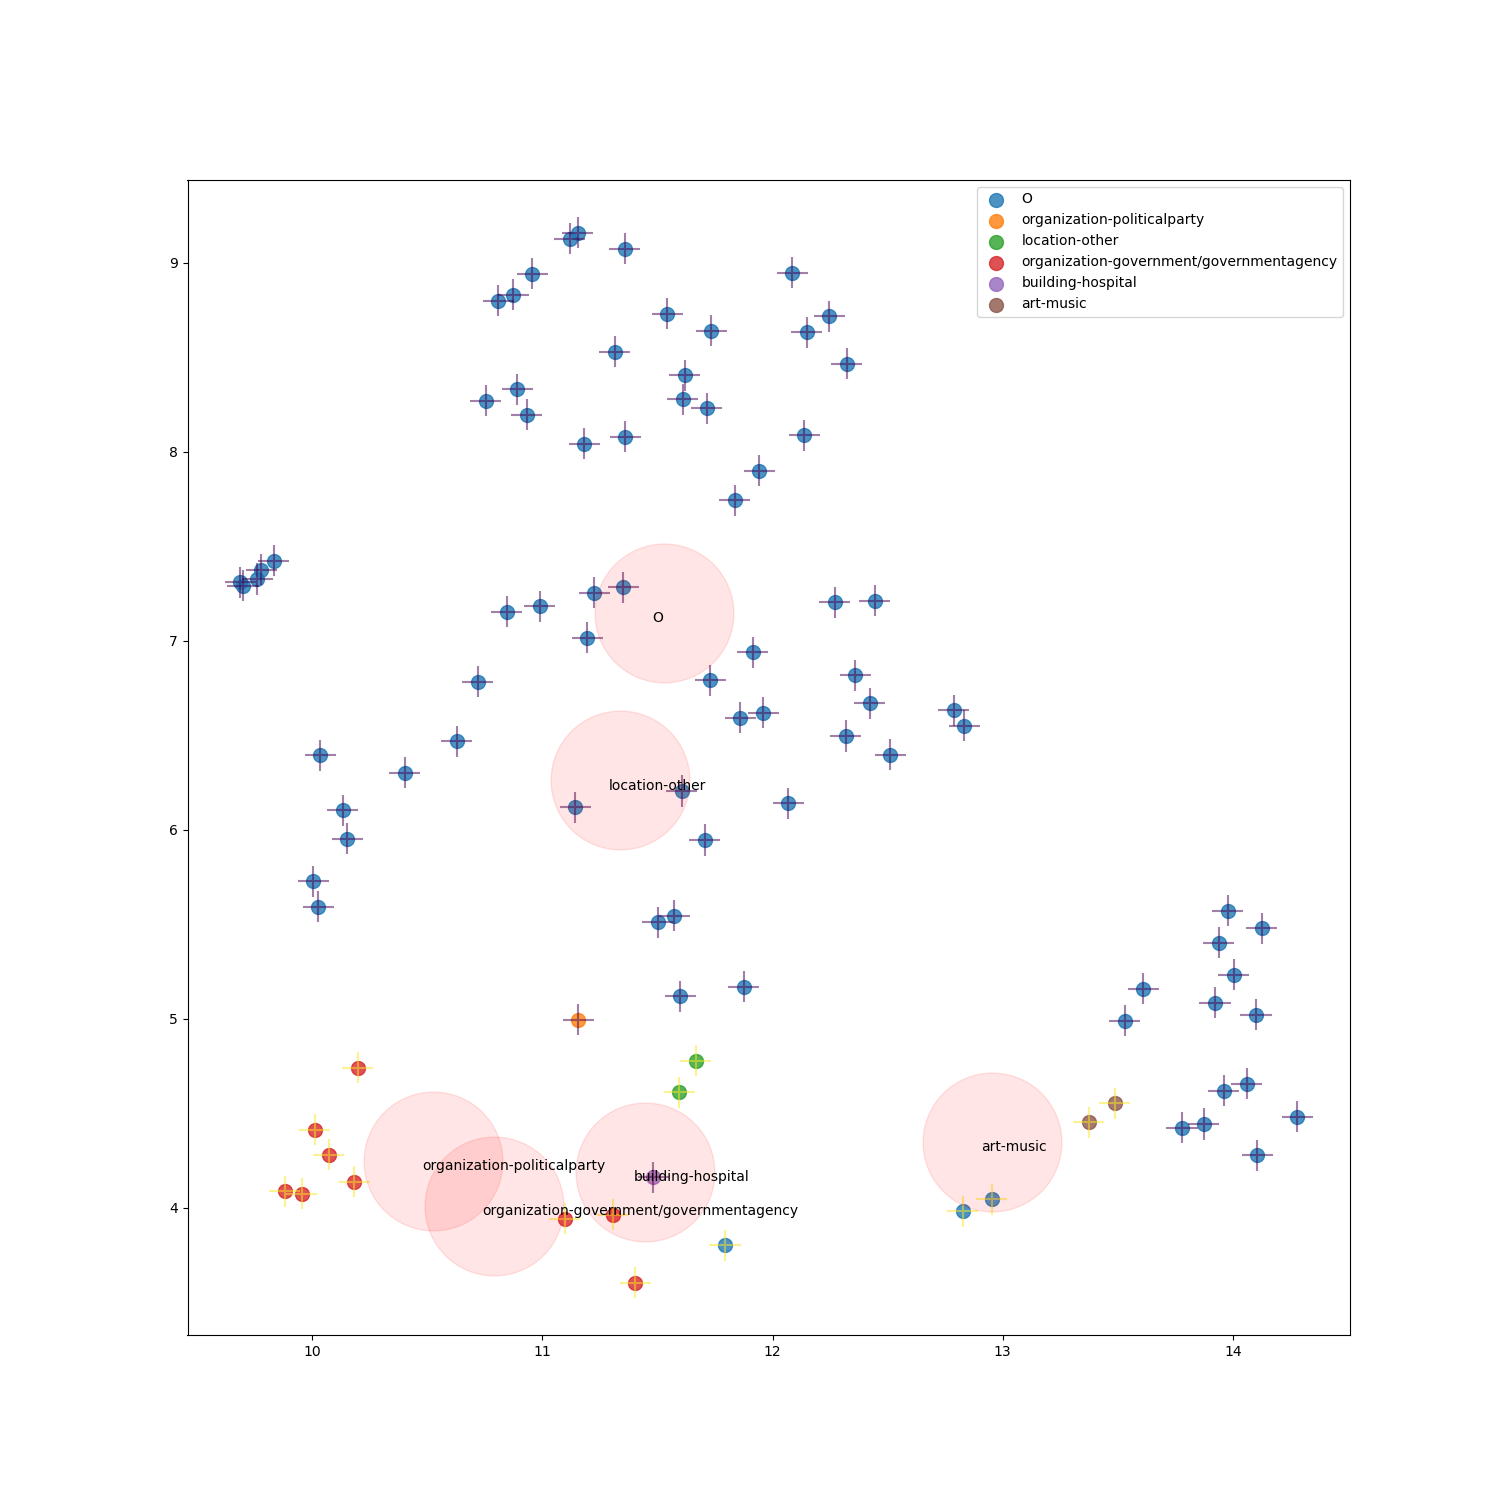 O
organization-politicalparty
location-other
organization-government/governmentagency
building-hospital
art-music
9
8
7
6
5
4
O
location-other
organization-politicalparty
building-hospital
organization-government/governmentagency
art-music
10
11
12
13
14